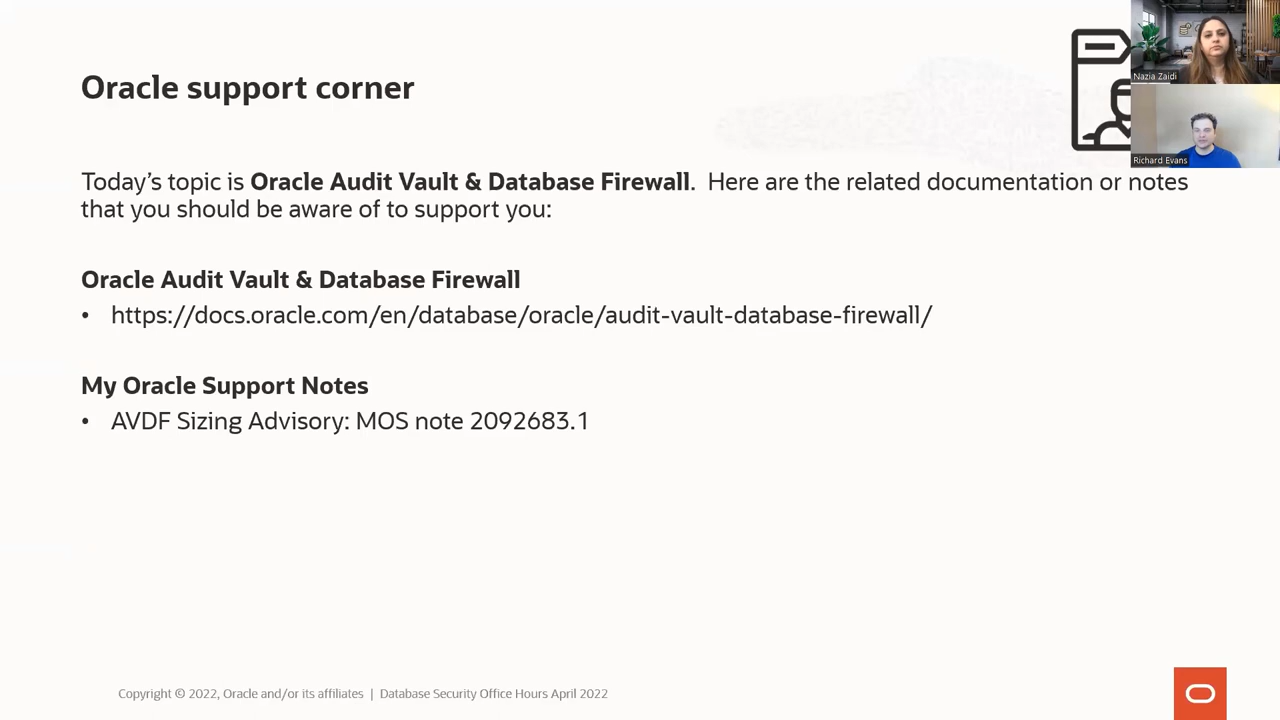 Oracle support corner
Nazia Zaidi
Richard Evans
Today’s topic is Oracle Audit Vault & Database Firewall.  Here are the related documentation or notes
that you should be aware of to support you:
Oracle Audit Vault & Database Firewall
• https://docs.oracle.com/en/database/oracle/audit-vault-database-firewall/
My Oracle Support Notes
• AVDF Sizing Advisory: MOS note 2092683.1
Copyright © 2022, Oracle and/or its affiliates | Database Security Office Hours April 2022